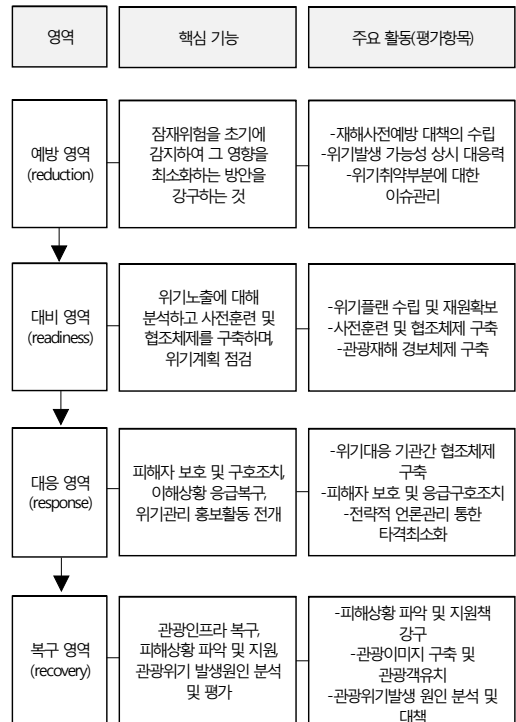 영역
핵심 기능
주요 활동(평가항목)
예방 영역
(reduction)
잠재위험을 초기에
감지하여 그 영향을
최소화하는 방안을
강구하는 것
-재해사전예방 대책의 수립
-위기발생 가능성 상시 대응력
-위기취약부분에 대한
이슈관리
대비 영역
(readiness)
위기노출에 대해
분석하고 사전훈련 및
협조체제를 구축하며,
위기계획 점검
-위기플랜 수립 및 재원확보
-사전훈련 및 협조체제 구축
-관광재해 경보체제 구축
대응 영역
(response)
피해자 보호 및 구호조치,
이해상황 응급복구,
위기관리 홍보활동 전개
-위기대응 기관간 협조체제
구축
-피해자 보호 및 응급구호조치
-전략적 언론관리 통한
타격최소화
복구 영역
(recovery)
관광인프라 복구,
피해상황 파악 및 지원,
관광위기 발생원인 분석
및 평가
-피해상황 파악 및 지원책
강구
-관광이미지 구축 및
관광객유치
-관광위기발생 원인 분석 및
대책